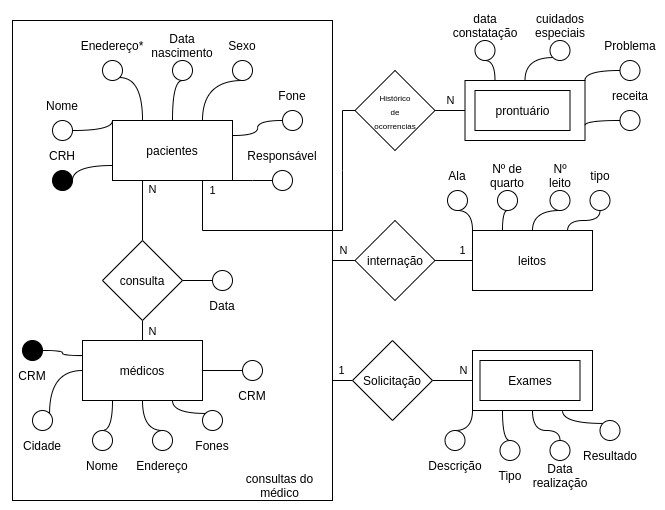 data
constatação
cuidados
especiais
Enedereço*
Data
nascimento
Sexo
Problema
Nome
Fone
Histórico
de
ocorrencias
N
prontuário
receita
CRH
pacientes
Responsável
N
1
Ala
Nº de
quarto
Nº
leito
tipo
N
internação
1
leitos
consulta
Data
N
CRM
médicos
CRM
1
Solicitação
N
Exames
Cidade
Nome
Endereço
Fones
Descrição
Tipo
Data
realização
Resultado
consultas do
médico